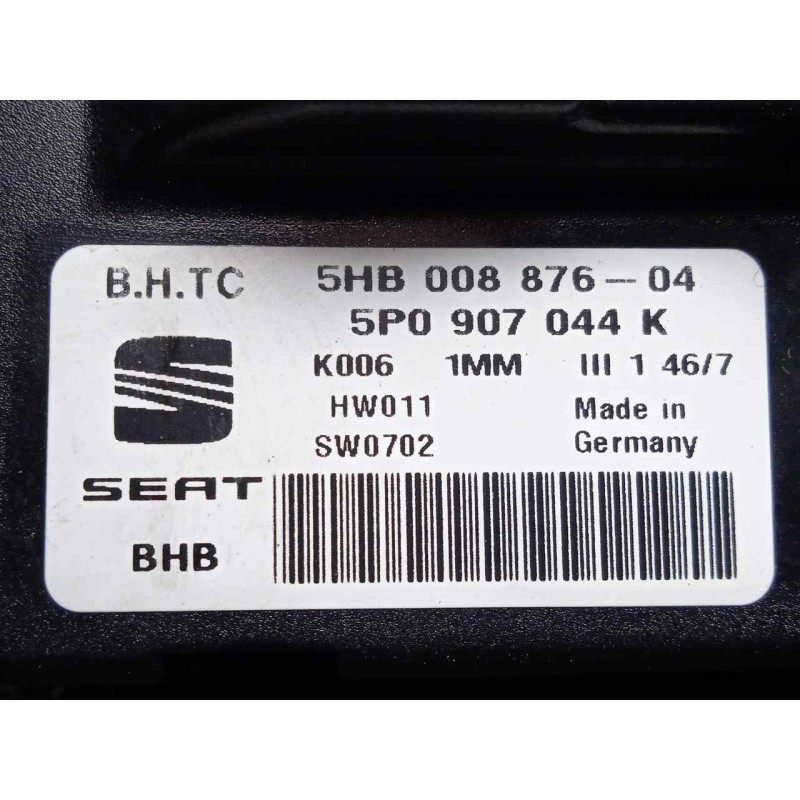 B.H.TC 5HB 008 876-04
5P0 907 044 K
K006 1MM III 1 46/7
HW011 Made in
SW0702 Germany
SEAT
BHB